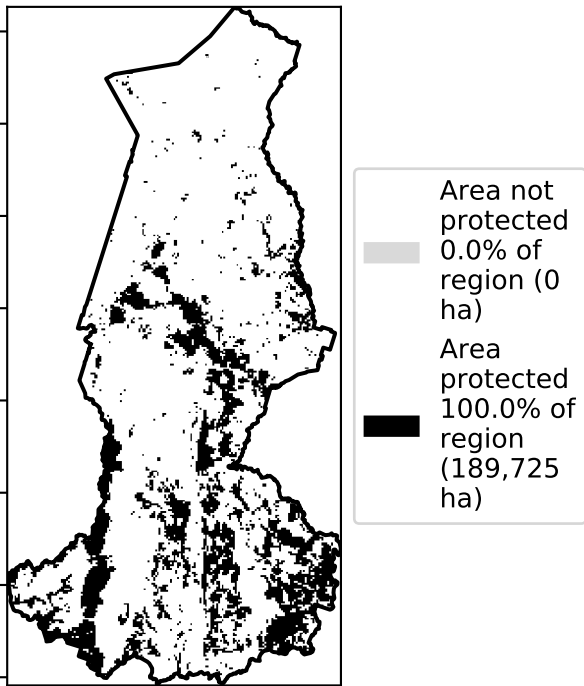 Area not
protected
0.0% of
region (0
ha)
Area
protected
100.0% of
region
(189,725
ha)